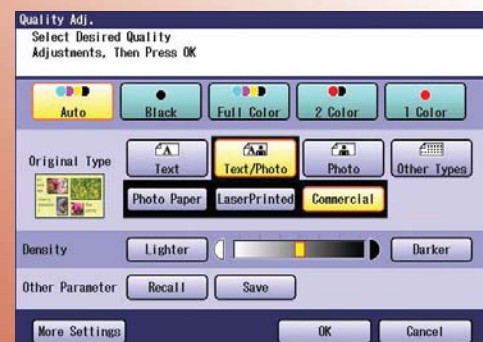 Quality Adj.
Select Desired Quality
Adjustments, Then Press OK
Auto Black Full Color 2 Color 1 Color
Original Type Text Text/Photo Photo Other Types
Photo Paper LaserPrinted Commercial
Density Lighter Darker
Other Parameter Recall Save
More Settings OK Cancel